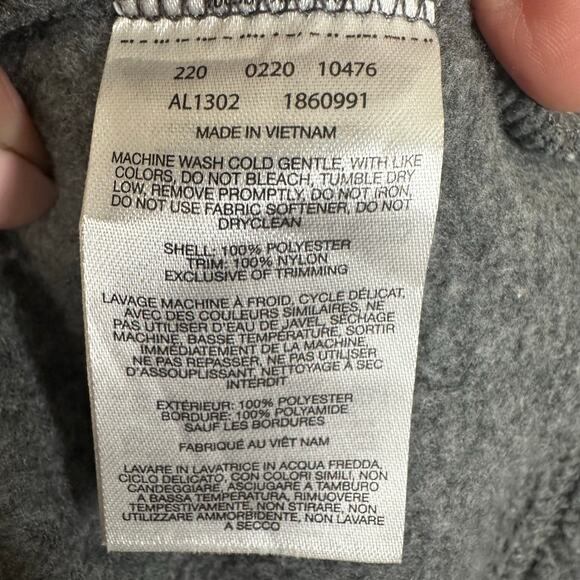 220 0220 10476
AL1302 1860991
MADE IN VIETNAM
MACHINE WASH COLD GENTLE, WITH LIKE
COLORS, DO NOT BLEACH, TUMBLE DRY
LOW, REMOVE PROMPTLY, DO NOT IRON,
DO NOT USE FABRIC SOFTENER, DO NOT
DRYCLEAN
SHELL: 100% POLYESTER
TRIM: 100% NYLON
EXCLUSIVE OF TRIMMING
LAVAGE MACHINE À FROID, CYCLE DÉLICAT,
AVEC DES COULEURS SIMILAIRES, NE
PAS UTILISER D'EAU DE JAVEL, SÉCHAGE
MACHINE, BASSE TEMPÉRATURE, SORTIR
IMMÉDIATEMENT DE LA MACHINE,
NE PAS REPASSER, NE PAS UTILISER
D'ASSOUPLISSANT, NETTOYAGE À SEC
INTERDIT
EXTÉRIEUR: 100% POLYESTER
BORDURE: 100% POLYAMIDE
SAUF LES BORDURES
FABRIQUÉ AU VIÊT NAM
LAVARE IN LAVATRICE IN ACQUA FREDDA,
CICLO DELICATO, CON COLORI SIMILI, NON
CANDEGGIARE, ASCIUGARE A TAMBURO
A BASSA TEMPERATURA, RIMUOVERE
TEMPESTIVAMENTE, NON STIRARE, NON
UTILIZZARE AMMORBIDENTE, NON LAVARE
A SECCO